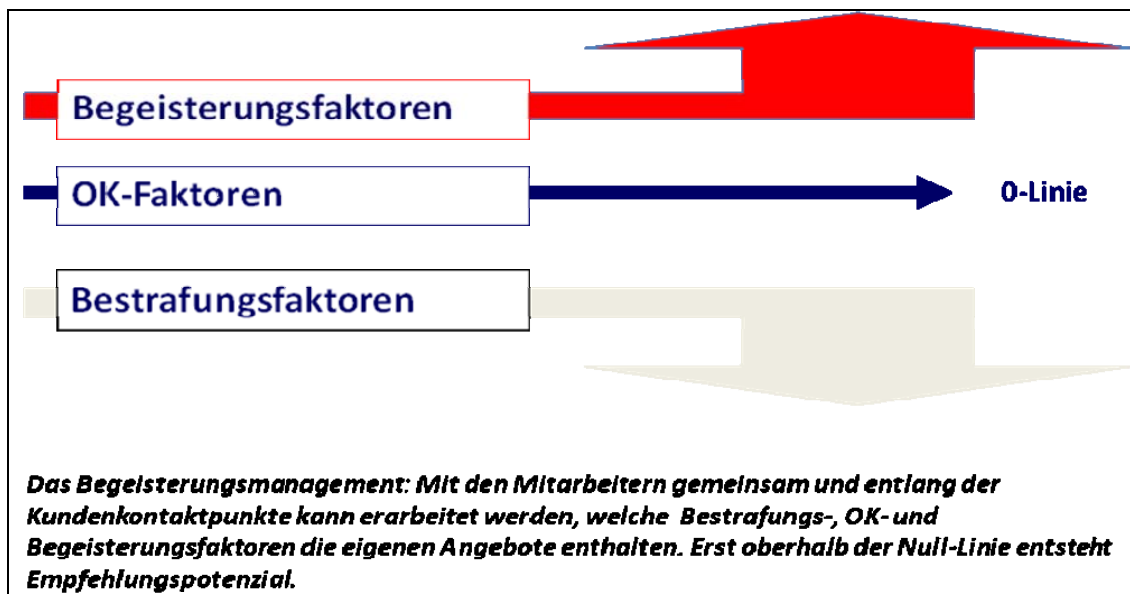 Begeisterungsfaktoren
OK-Faktoren
0-Linie
Bestrafungsfaktoren
Das Begeisterungsmanagement: Mit den Mitarbeitern gemeinsam und entlang der
Kundenkontaktpunkte kann erarbeitet werden, welche Bestrafungs-, OK- und
Begeisterungsfaktoren die eigenen Angebote enthalten. Erst oberhalb der Null-Linie entsteht
Empfehlungspotenzial.